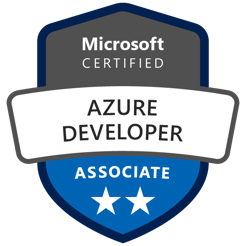 Microsoft
CERTIFIED
AZURE
DEVELOPER
ASSOCIATE